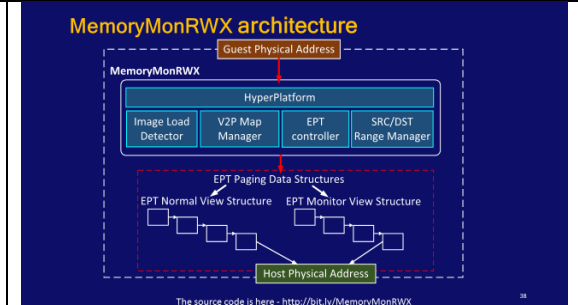 MemoryMonRWX architecture
Guest Physical Address
MemoryMonRWX
HyperPlatform
Image Load
Detector
V2P Map
Manager
EPT
controller
SRC/DST
Range Manager
EPT Paging Data Structures
EPT Normal View Structure
EPT Monitor View Structure
Host Physical Address
The source code is here - http://bit.ly/MemoryMonRWX
38